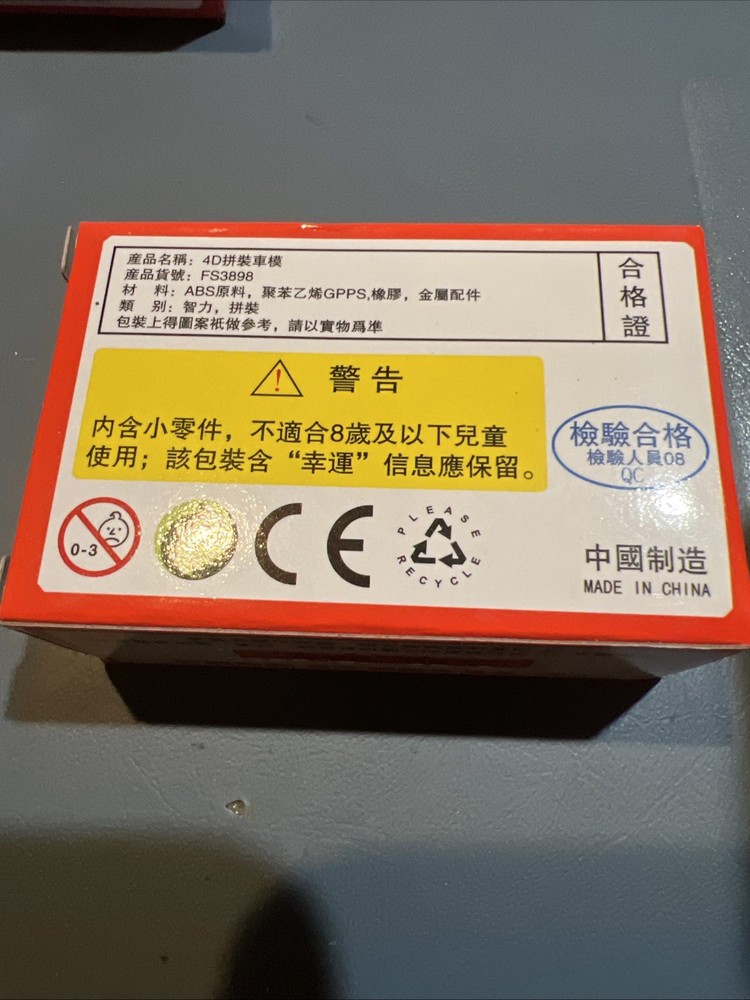 產品名稱：4D拼裝車模
產品貨號：FS3898
材　料：ABS原料，聚苯乙烯GPPS,橡膠，金屬配件
類　别：智力，拼裝
包裝上得圖案祇做參考，請以實物爲準
合格證
警告
内含小零件，不適合8歲及以下兒童
使用；該包裝含“幸運”信息應保留。
檢驗合格
檢驗人員08
QC
0-3
CE
PLEASE RECYCLE
中國制造
MADE IN CHINA